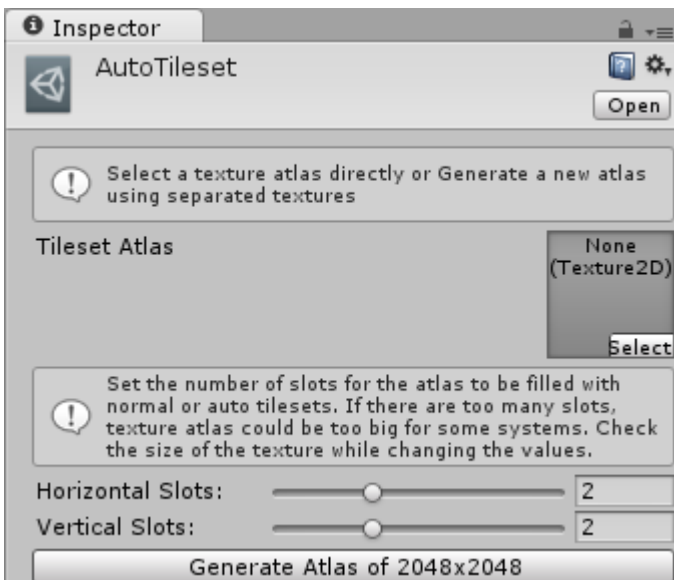 Inspector
AutoTileset
Open
Select a texture atlas directly or Generate a new atlas
using separated textures
Tileset Atlas
None
(Texture2D)
Select
Set the number of slots for the atlas to be filled with
normal or auto tilesets. If there are too many slots,
texture atlas could be too big for some systems. Check
the size of the texture while changing the values.
Horizontal Slots: 2
Vertical Slots: 2
Generate Atlas of 2048x2048